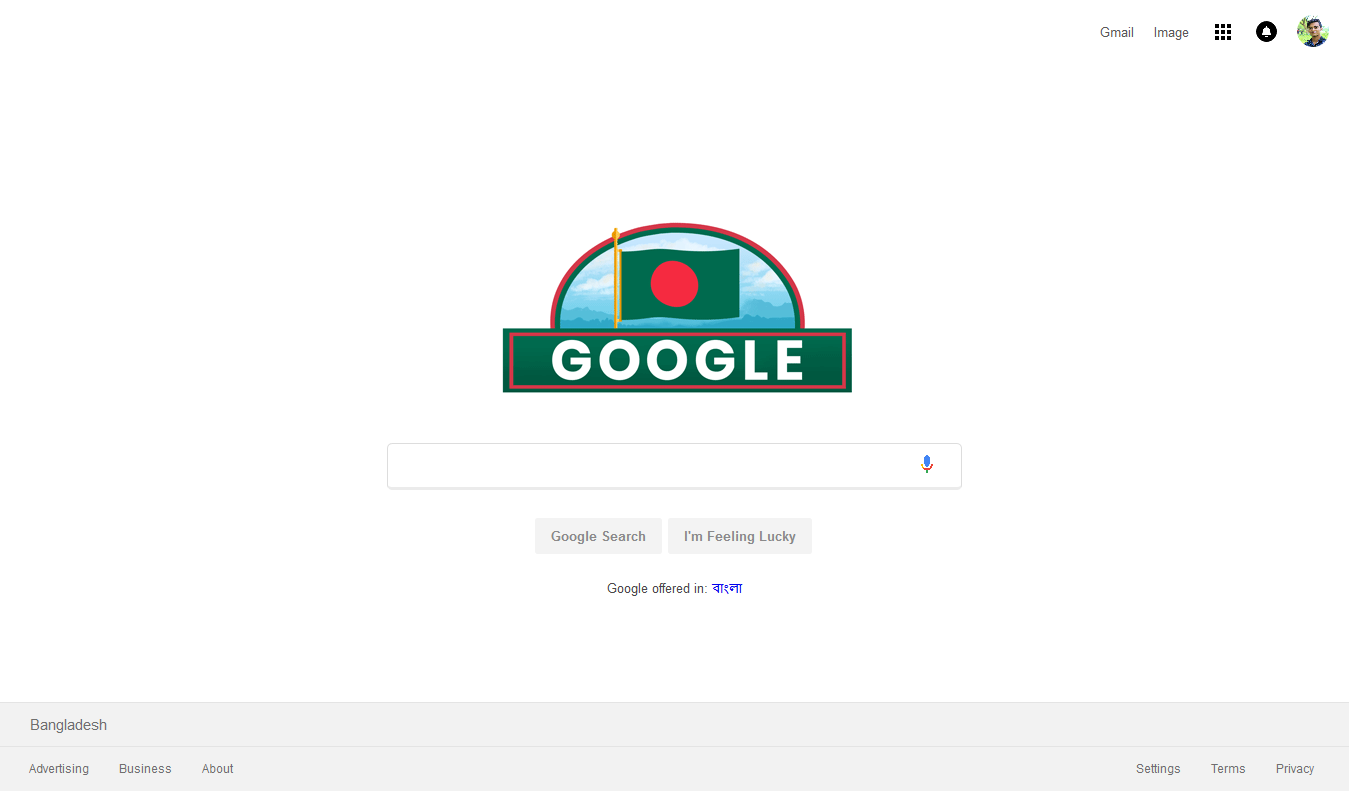 Gmail Image
GOOGLE
Google Search I'm Feeling Lucky
Google offered in: বাংলা
Bangladesh
Advertising Business About Settings Terms Privacy